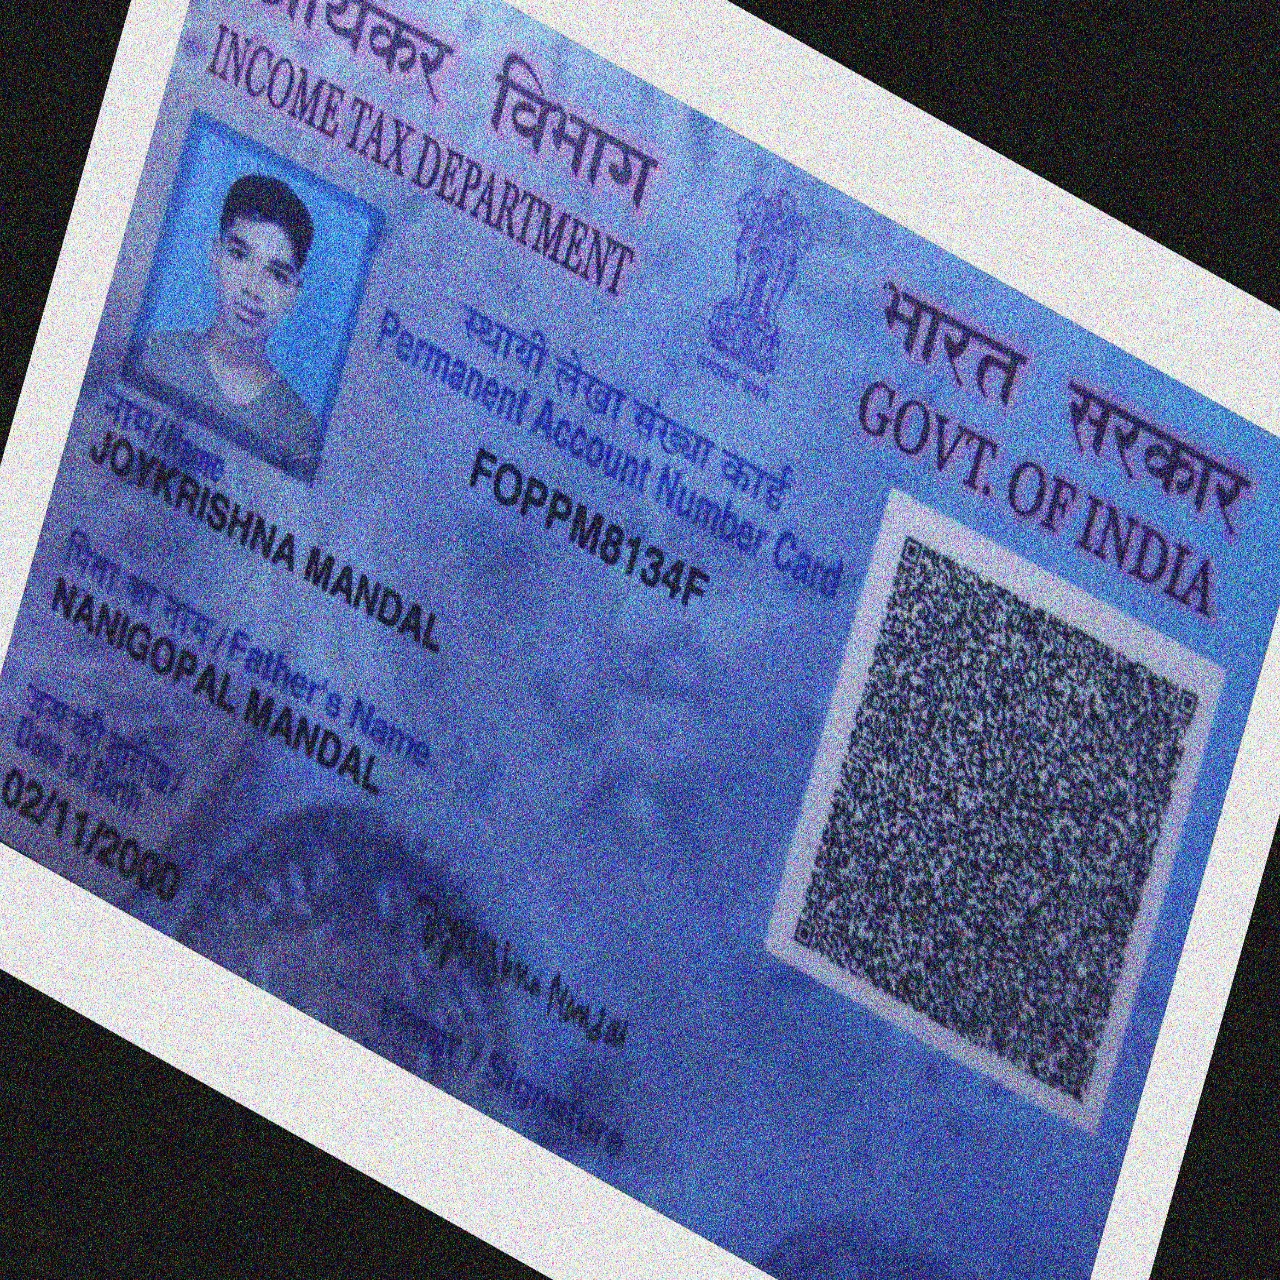 आयकर विभाग
INCOME TAX DEPARTMENT
भारत सरकार
GOVT. OF INDIA
स्थायी लेखा संख्या कार्ड
Permanent Account Number Card
FOPPM8134F
नाम/Name
JOYKRISHNA MANDAL
पिता का नाम/Father's Name
NANIGOPAL MANDAL
जन्म की तारीख/
Date of Birth
02/11/2000
हस्ताक्षर/Signature